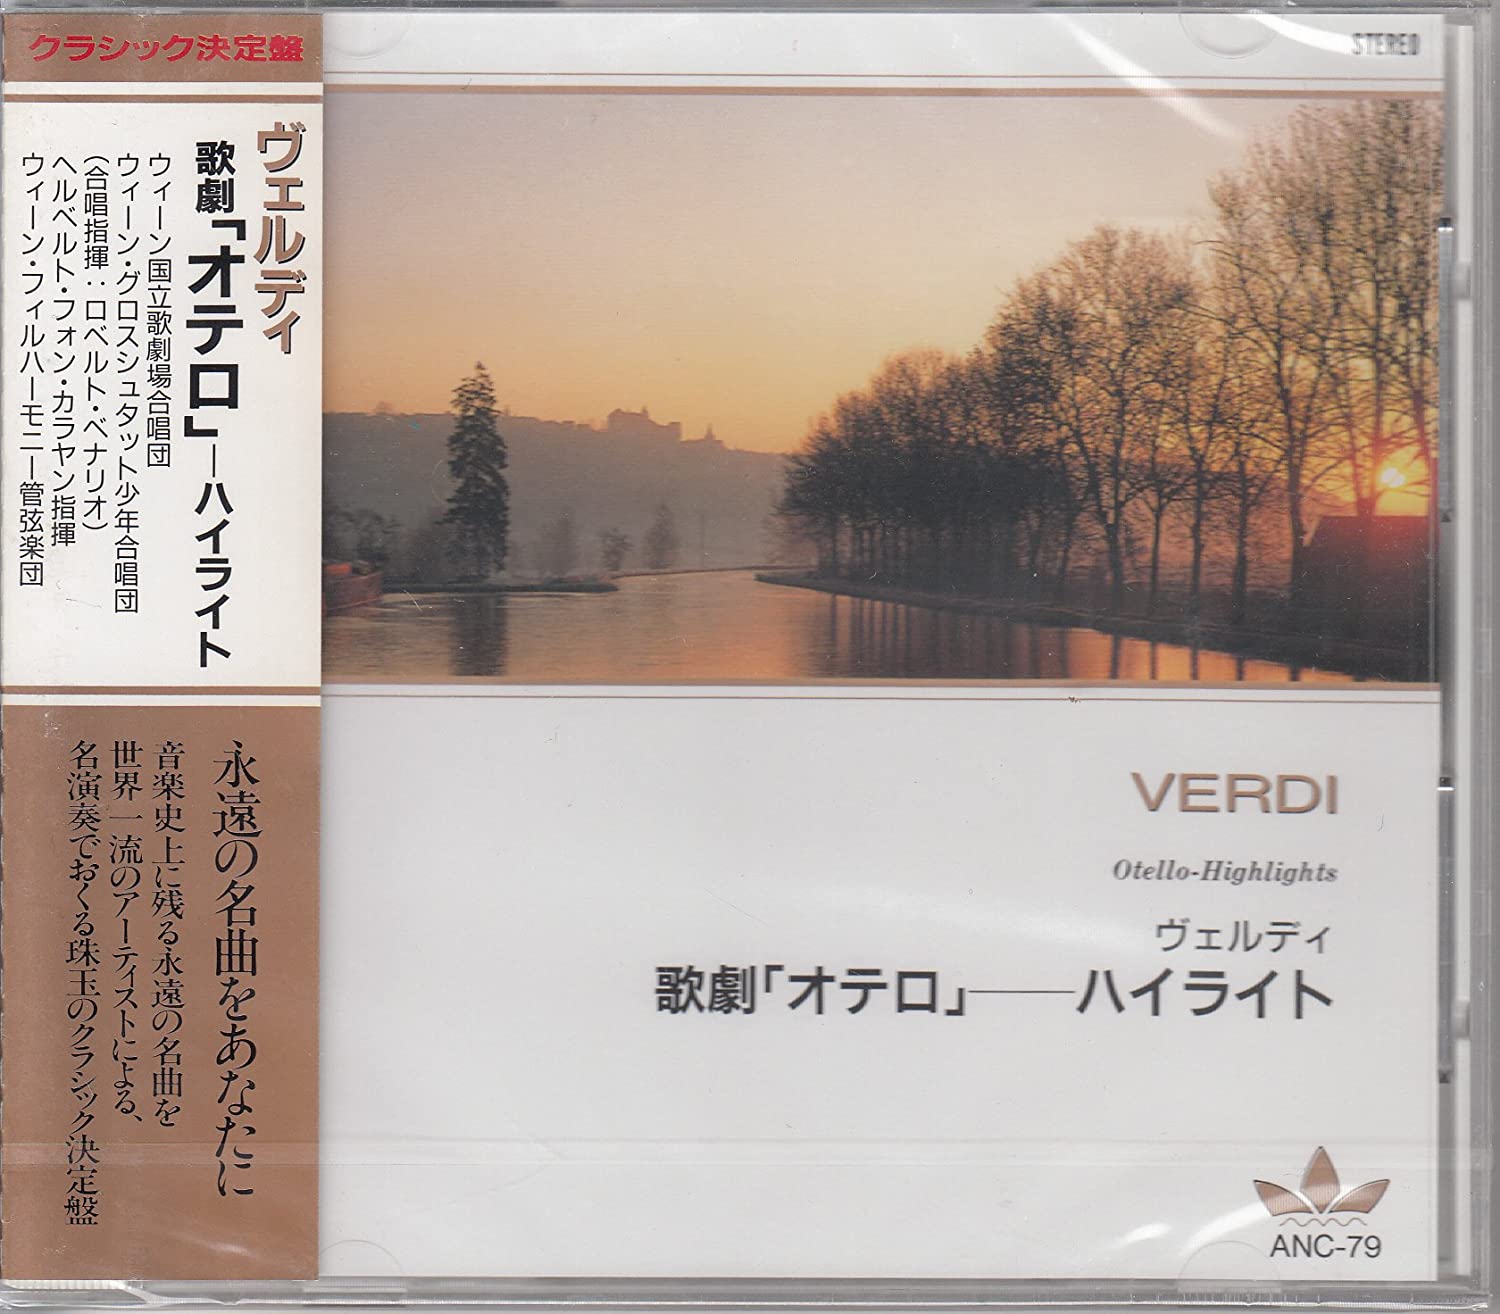 クラシック決定盤
ヴェルディ
歌劇「オテロ」―ハイライト
ウィーン国立歌劇場合唱団
ウィーン・グロスシュタット少年合唱団
(合唱指揮:ロベルト・ベナリオ)
ヘルベルト・フォン・カラヤン指揮
ウィーン・フィルハーモニー管弦楽団
永遠の名曲をあなたに
音楽史上に残る永遠の名曲を
世界一流のアーティストによる、
名演奏でおくる珠玉のクラシック決定盤
STEREO
VERDI
Otello-Highlights
ヴェルディ
歌劇「オテロ」――ハイライト
ANC-79